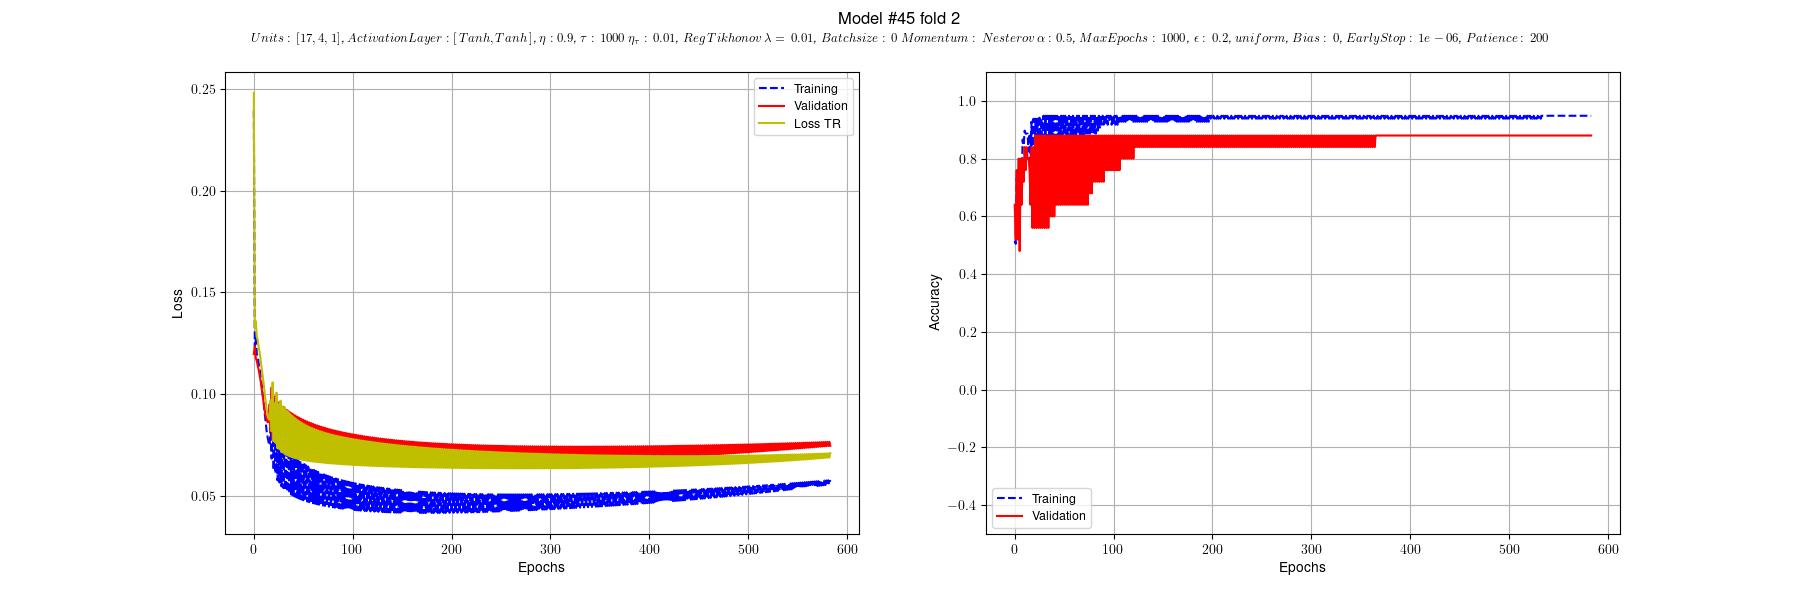 Model #45 fold 2
Units : [17, 4, 1], ActivationLayer : [Tanh, Tanh], η : 0.9, τ : 1000 ητ : 0.01, RegTikhonov λ = 0.01, Batchsize : 0 Momentum : Nesterov α : 0.5, MaxEpochs : 1000, ϵ : 0.2, uniform, Bias : 0, EarlyStop : 1e − 06, Patience : 200
0.25
0.20
0.15
0.10
0.05
Loss
0 100 200 300 400 500 600
Epochs
Training
Validation
Loss TR
1.0
0.8
0.6
0.4
0.2
0.0
−0.2
−0.4
Accuracy
0 100 200 300 400 500 600
Epochs
Training
Validation